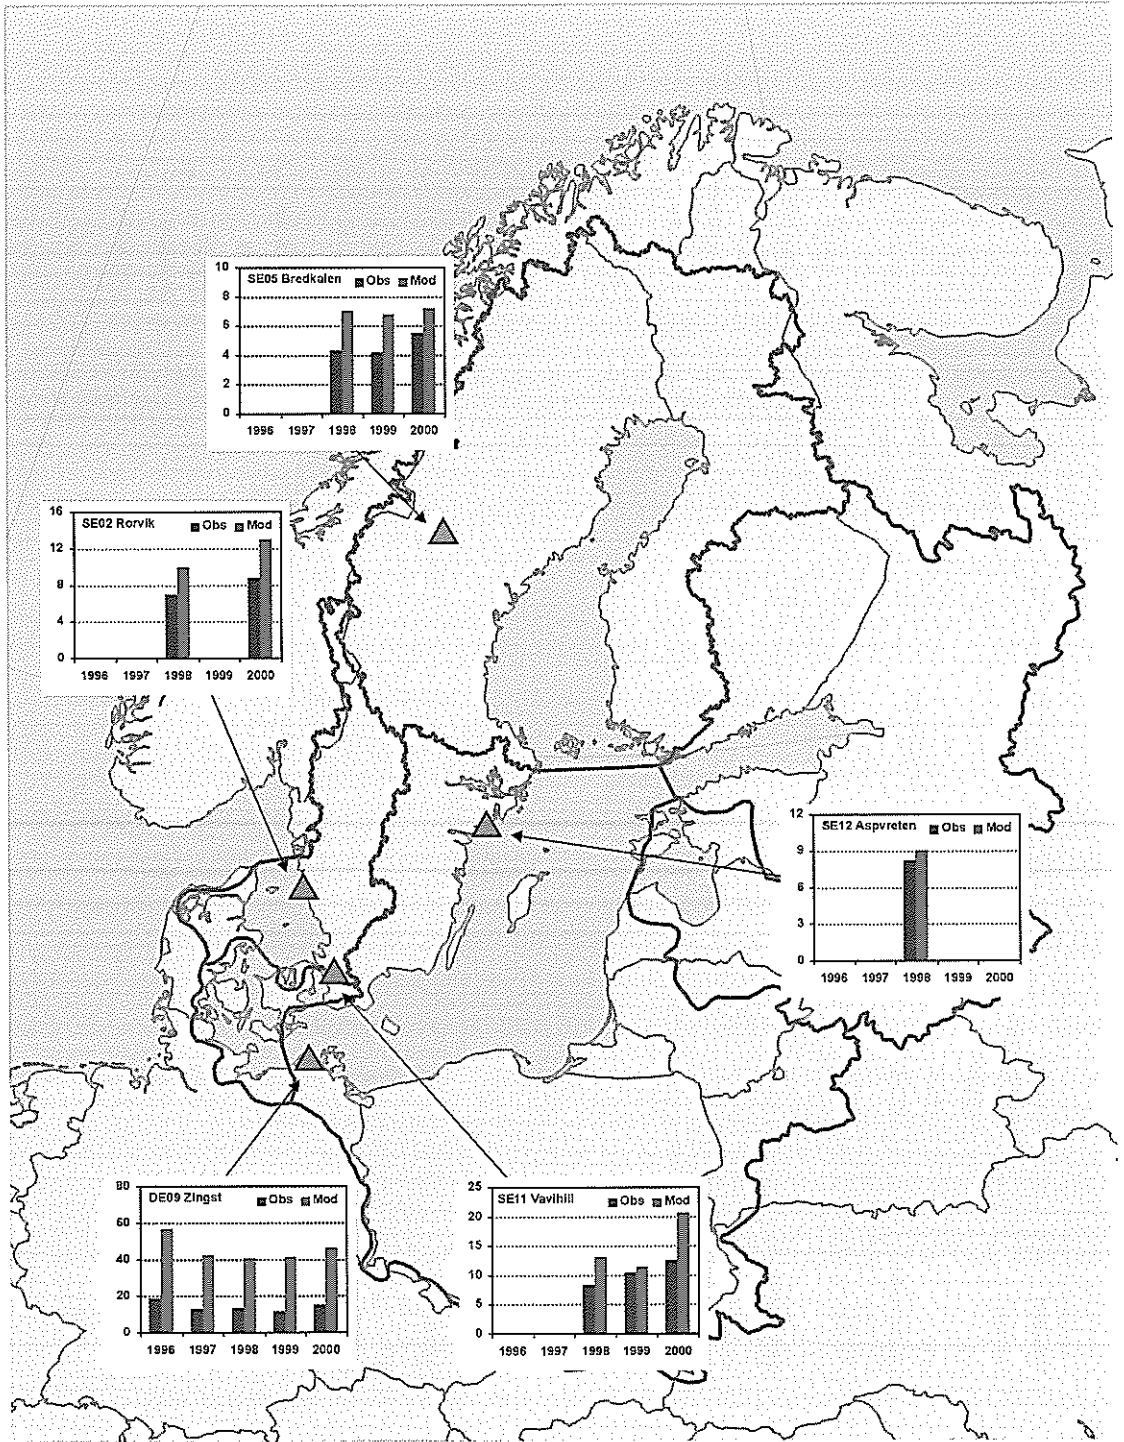 SE05 Bredkalen Obs Mod
10
8
6
4
2
0
1996 1997 1998 1999 2000
SE02 Rorvik Obs Mod
16
12
8
4
0
1996 1997 1998 1999 2000
SE12 Aspvreten Obs Mod
12
9
6
3
0
1996 1997 1998 1999 2000
DE09 Zingst Obs Mod
80
60
40
20
0
1996 1997 1998 1999 2000
SE11 Vavihill Obs Mod
25
20
15
10
5
0
1996 1997 1998 1999 2000